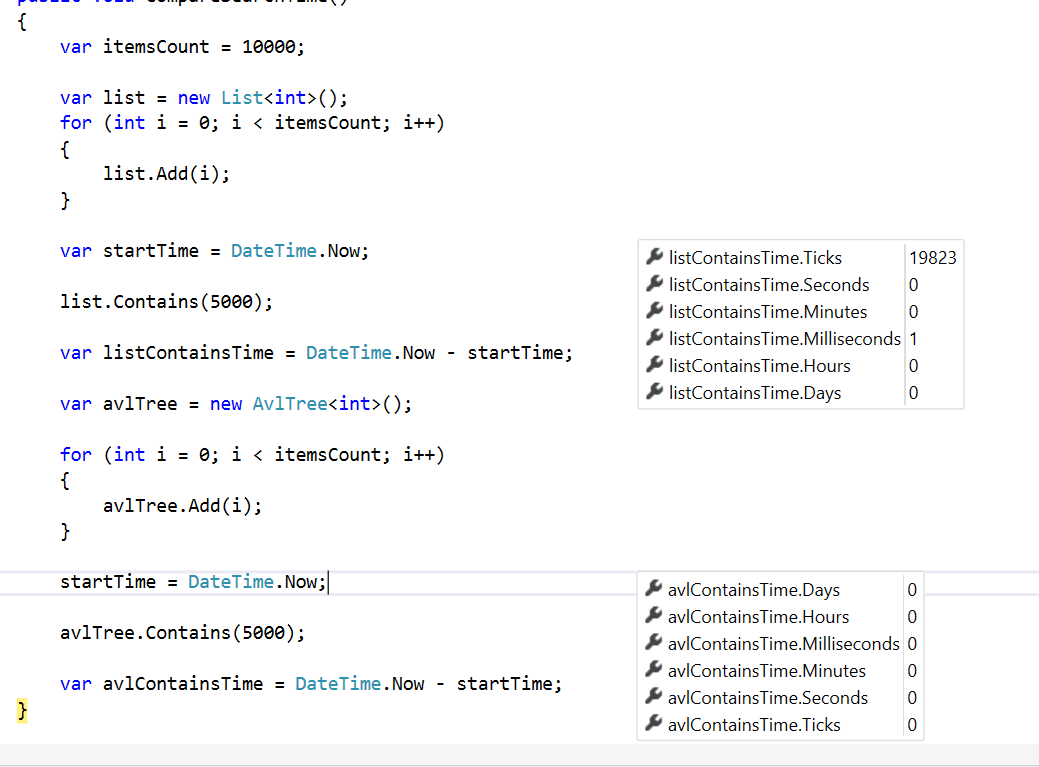 {
var itemsCount = 10000;
var list = new List<int>();
for (int i = 0; i < itemsCount; i++)
{
list.Add(i);
}
var startTime = DateTime.Now;
list.Contains(5000);
var listContainsTime = DateTime.Now - startTime;
var avlTree = new AvlTree<int>();
for (int i = 0; i < itemsCount; i++)
{
avlTree.Add(i);
}
startTime = DateTime.Now;
avlTree.Contains(5000);
var avlContainsTime = DateTime.Now - startTime;
}
listContainsTime.Ticks 19823
listContainsTime.Seconds 0
listContainsTime.Minutes 0
listContainsTime.Milliseconds 1
listContainsTime.Hours 0
listContainsTime.Days 0
avlContainsTime.Days 0
avlContainsTime.Hours 0
avlContainsTime.Milliseconds 0
avlContainsTime.Minutes 0
avlContainsTime.Seconds 0
avlContainsTime.Ticks 0